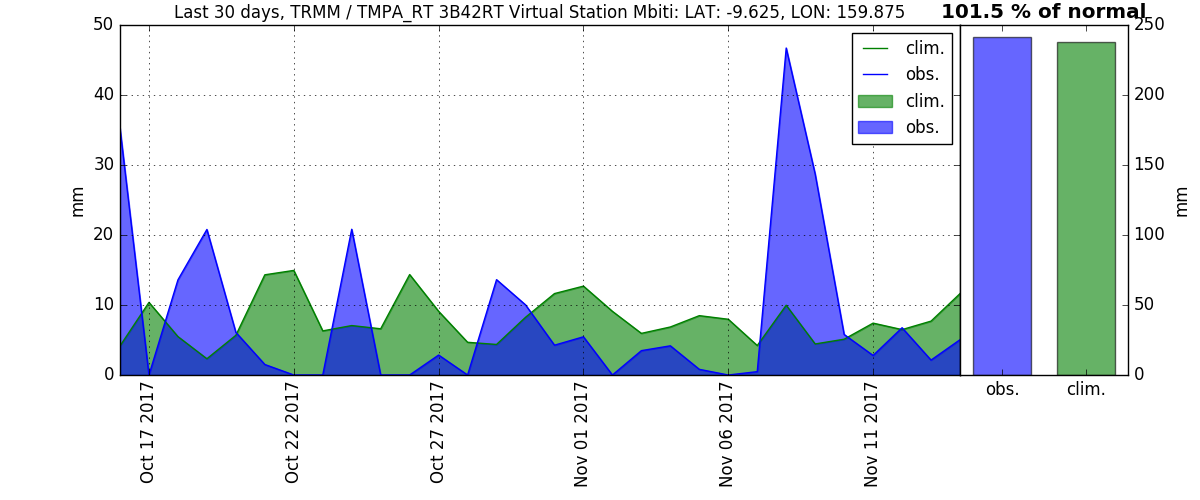 Last 30 days, TRMM / TMPA_RT 3B42RT Virtual Station Mbiti: LAT: -9.625, LON: 159.875
101.5 % of normal
50
40
30
20
10
0
mm
clim.
obs.
clim.
obs.
250
200
150
100
50
0
mm
obs.
clim.
Oct 17 2017
Oct 22 2017
Oct 27 2017
Nov 01 2017
Nov 06 2017
Nov 11 2017